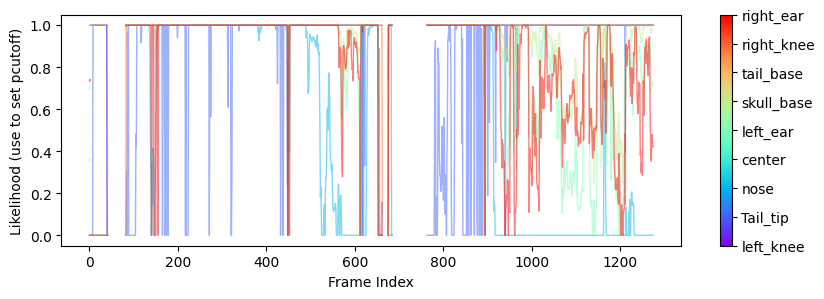 Likelihood (use to set pcutoff)
1.0
0.8
0.6
0.4
0.2
0.0
0
200
400
600
800
1000
1200
Frame Index
right_ear
right_knee
tail_base
skull_base
left_ear
center
nose
Tail_tip
left_knee